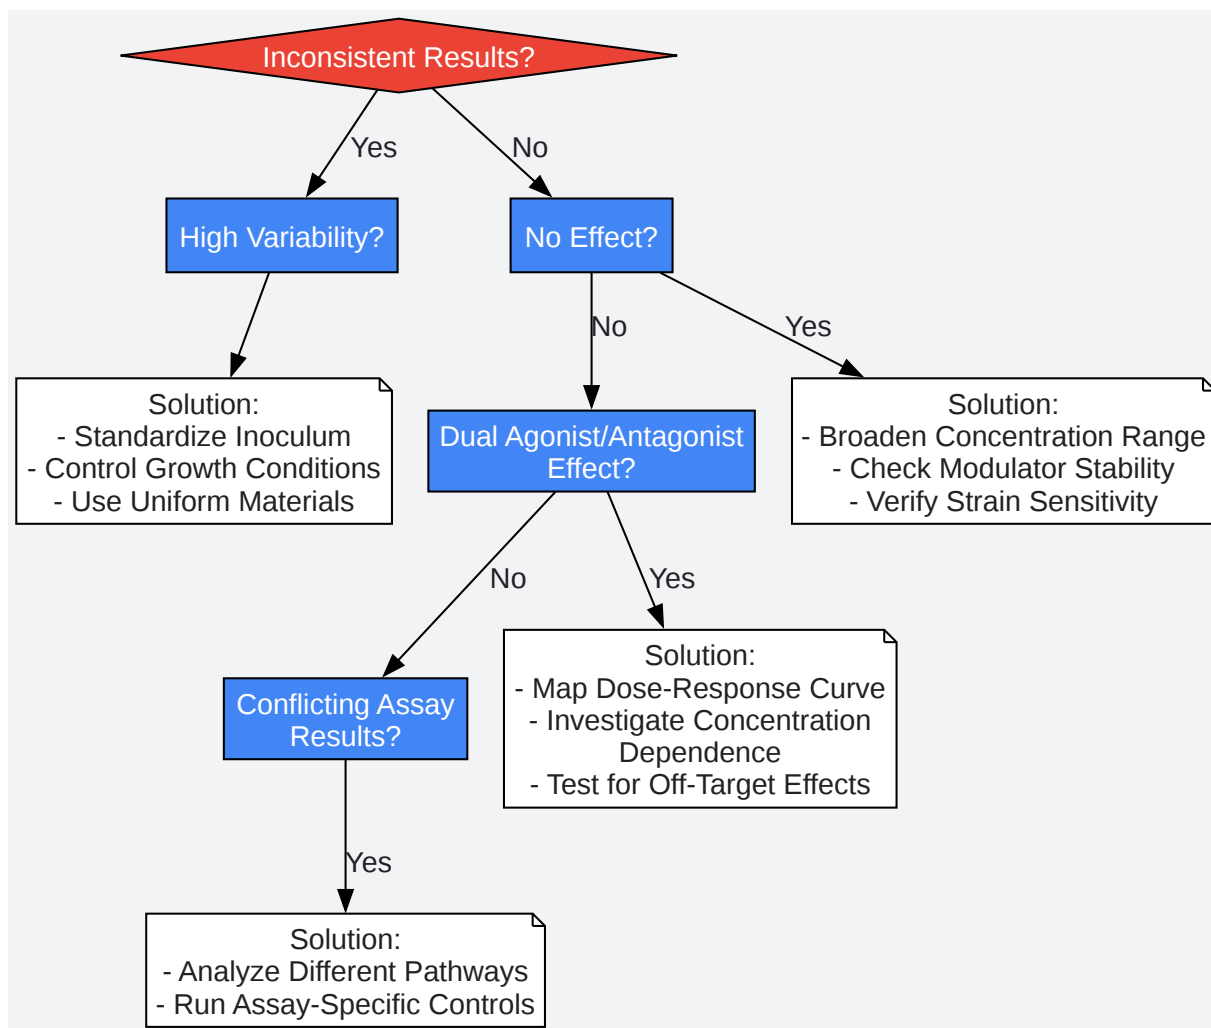 Inconsistent Results?
Yes
No
High Variability?
No Effect?
No
Yes
Solution:
- Standardize Inoculum
- Control Growth Conditions
- Use Uniform Materials
Dual Agonist/Antagonist
Effect?
Solution:
- Broaden Concentration Range
- Check Modulator Stability
- Verify Strain Sensitivity
No
Yes
Conflicting Assay
Results?
Solution:
- Map Dose-Response Curve
- Investigate Concentration
Dependence
- Test for Off-Target Effects
Yes
Solution:
- Analyze Different Pathways
- Run Assay-Specific Controls